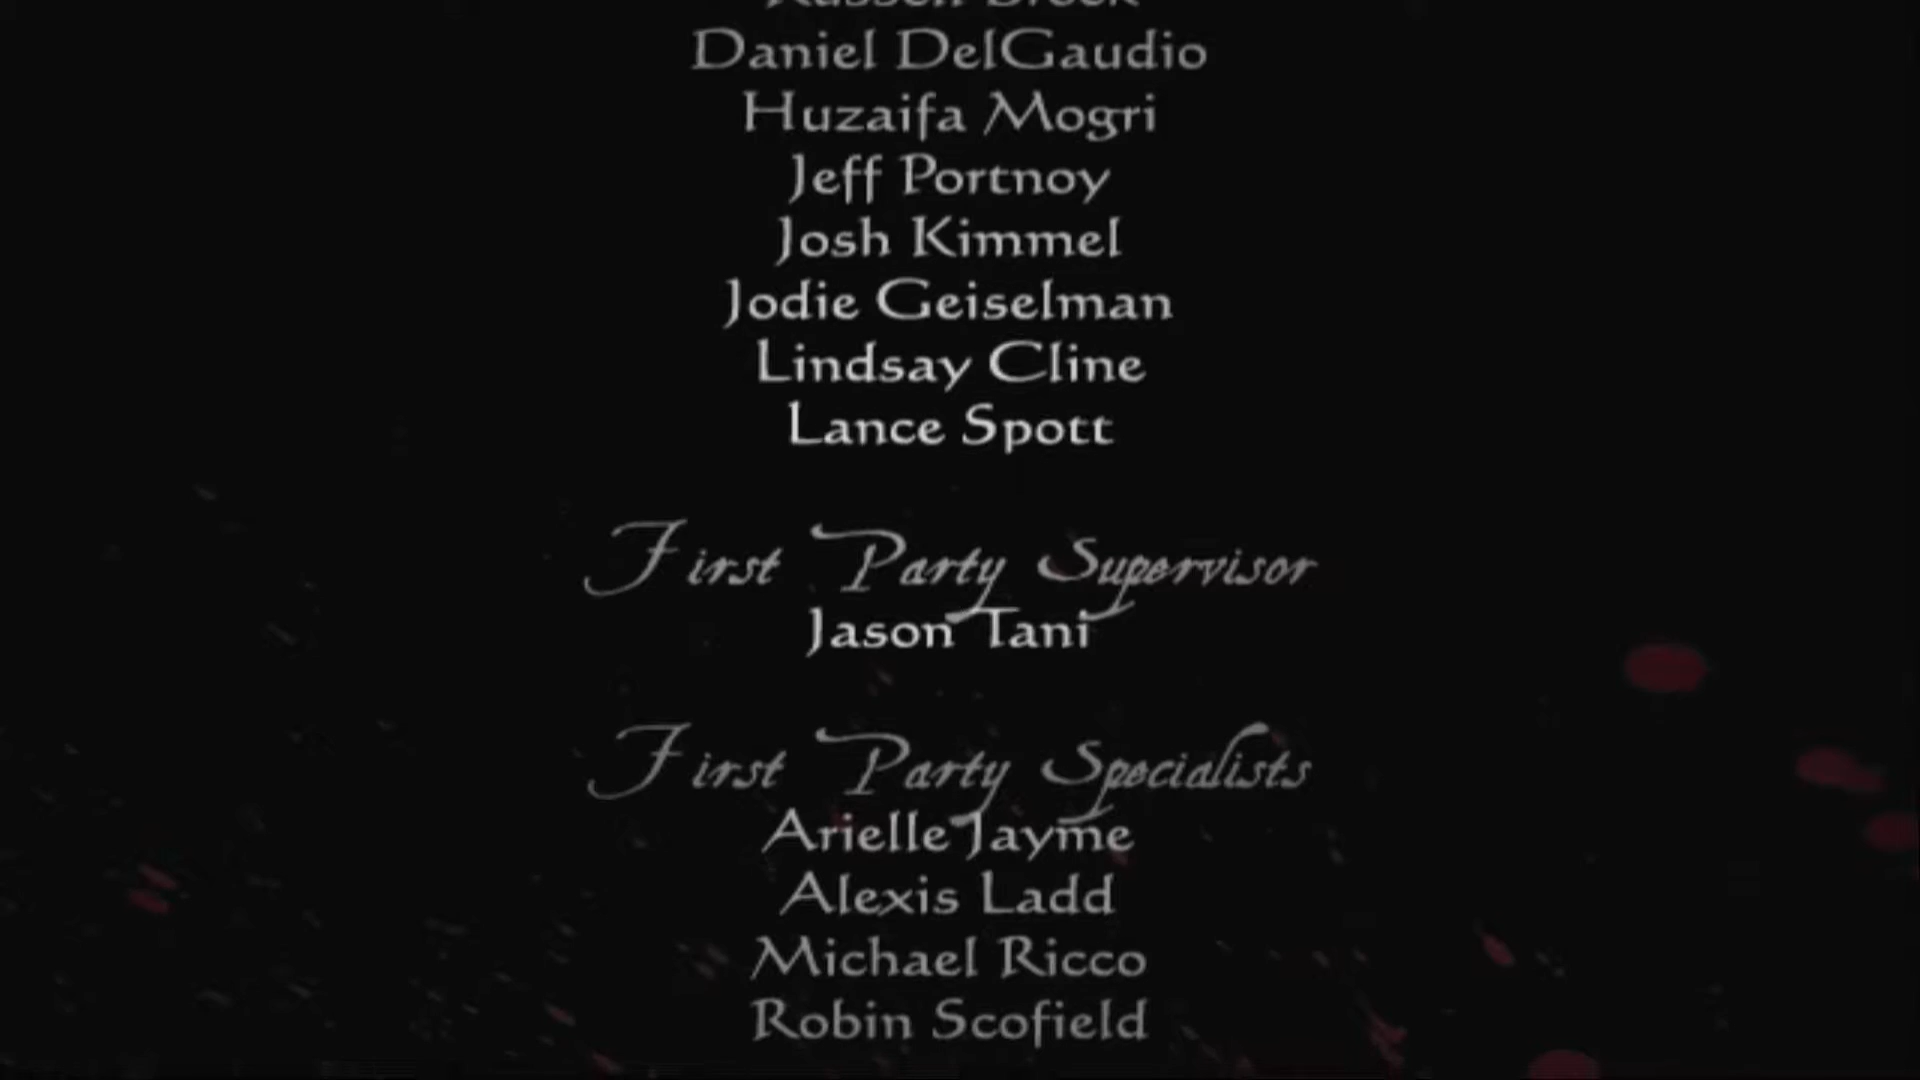 Daniel DelGaudio
Huzaifa Mogri
Jeff Portnoy
Josh Kimmel
Jodie Geiselman
Lindsay Cline
Lance Spott
First Party Supervisor
Jason Tani
First Party Specialists
Arielle Jayme
Alexis Ladd
Michael Ricco
Robin Scofield